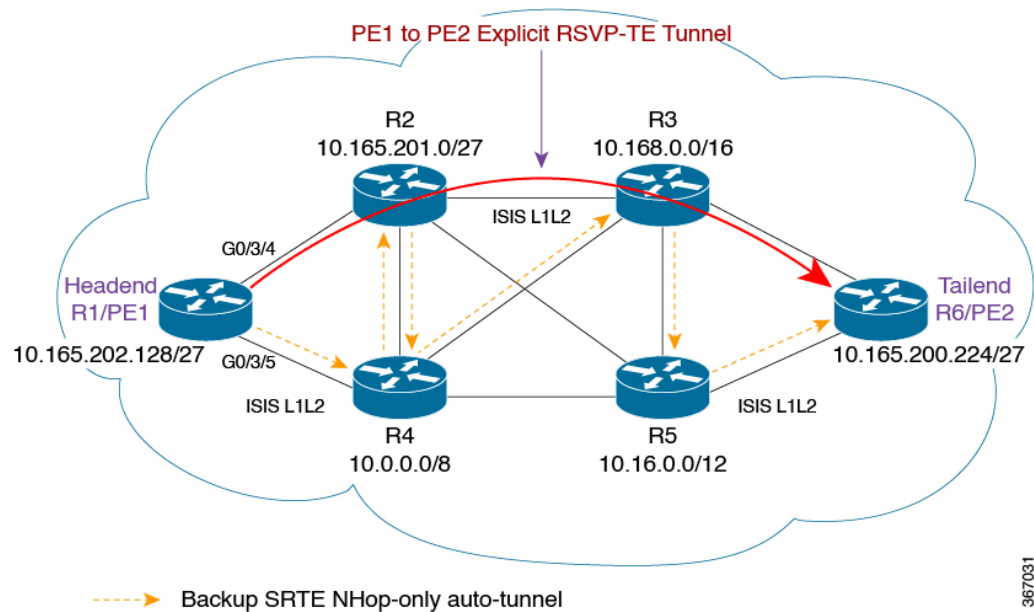 PE1 to PE2 Explicit RSVP-TE Tunnel
R2
10.165.201.0/27
R3
10.168.0.0/16
ISIS L1L2
G0/3/4
Headend
R1/PE1
10.165.202.128/27
Tailend
R6/PE2
10.165.200.224/27
G0/3/5
ISIS L1L2
ISIS L1L2
R4
10.0.0.0/8
R5
10.16.0.0/12
Backup SRTE NHop-only auto-tunnel
367031